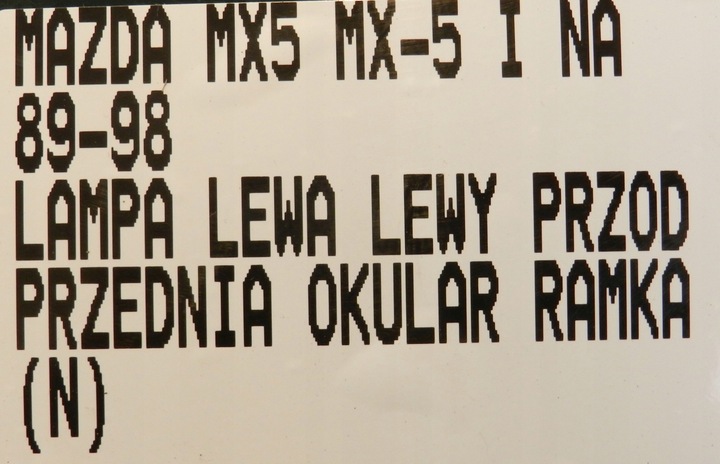 MAZDA MX5 MX-5 I NA
89-98
LAMPA LEWA LEWY PRZOD
PRZEDNIA OKULAR RAMKA
(N)